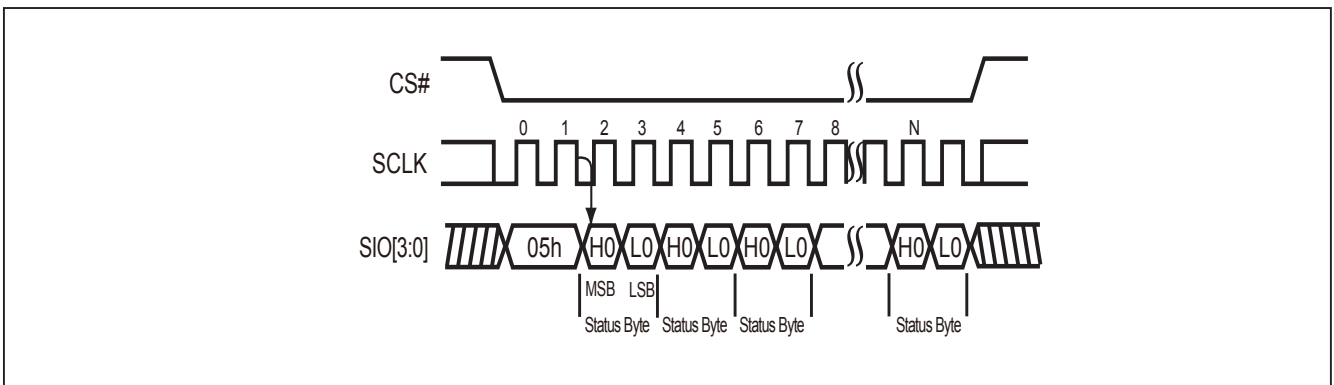 CS#
0 1 2 3 4 5 6 7 8 N
SCLK
SIO[3:0] 05h H0 L0 H0 L0 H0 L0 H0 L0
MSB LSB
Status Byte Status Byte Status Byte Status Byte